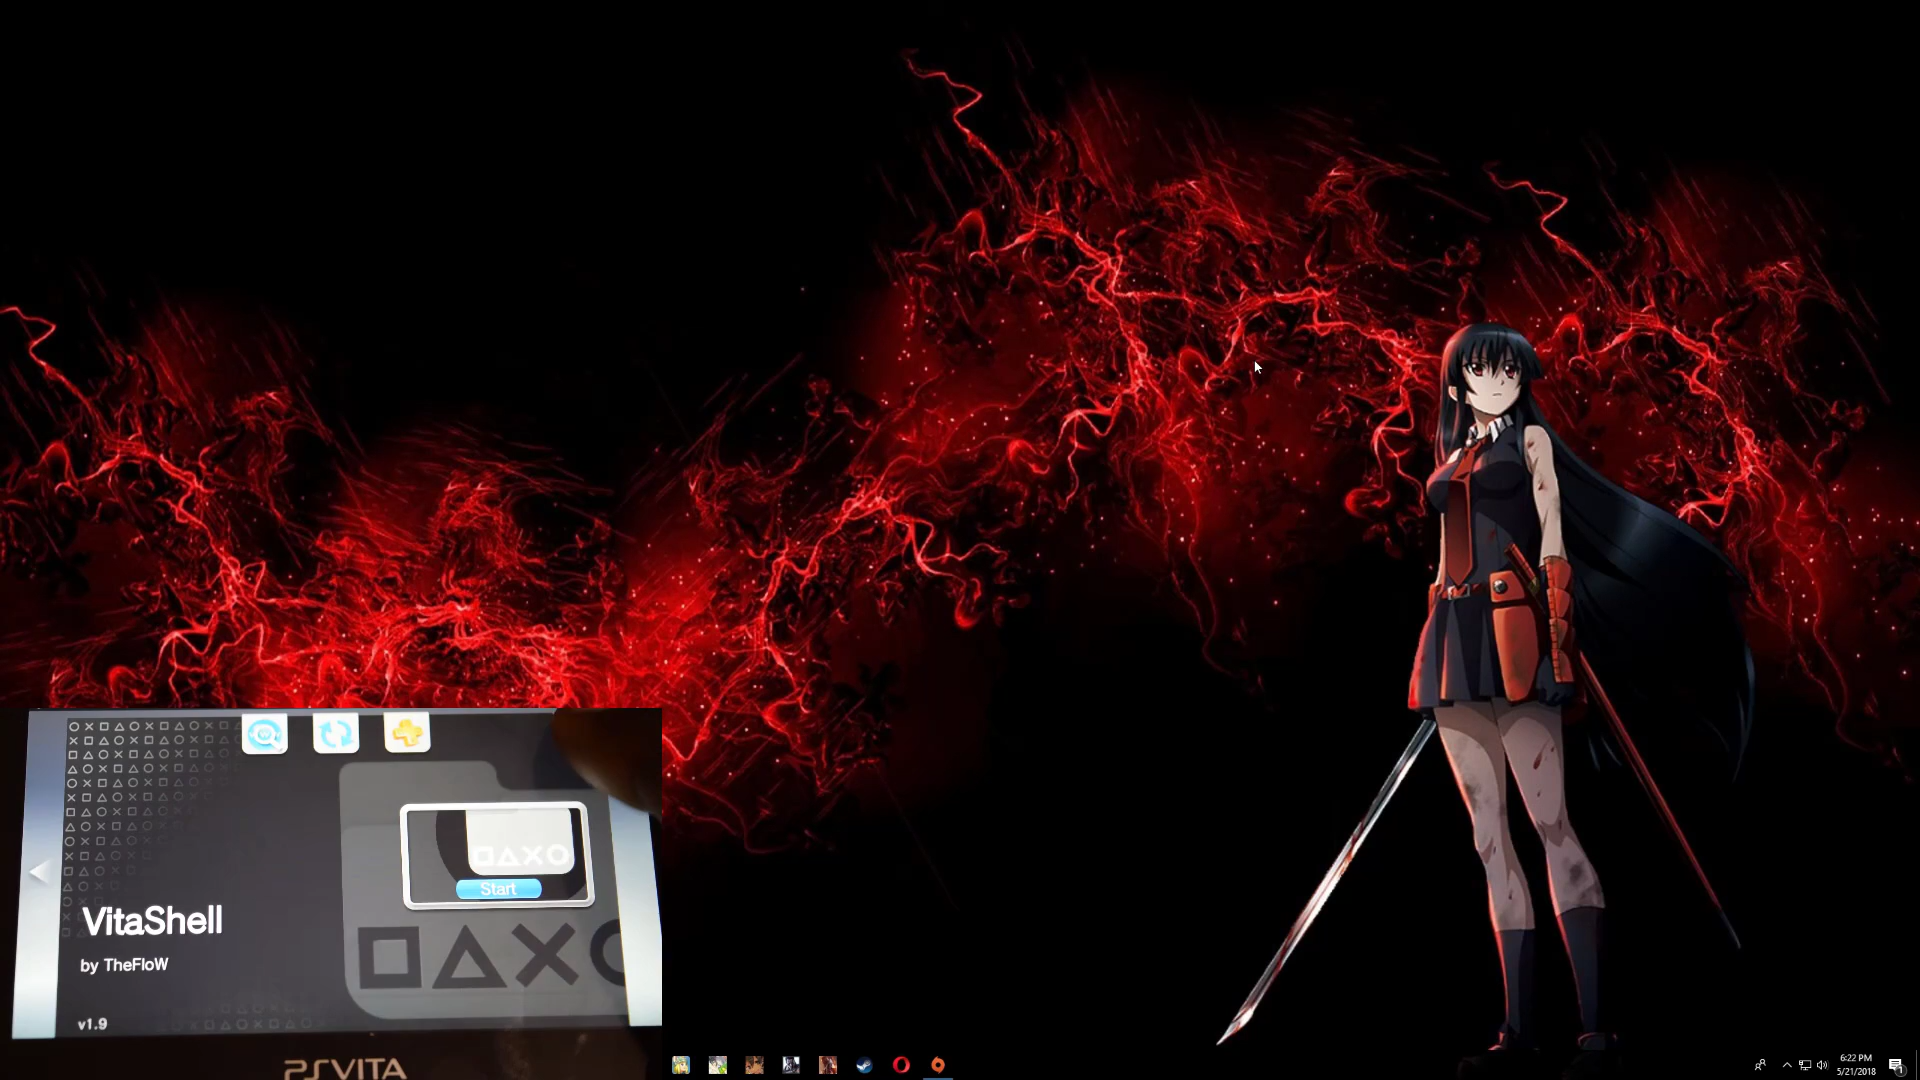 VitaShell
by TheFloW
v1.9
Start
PSVITA
6:22 PM
5/21/2018